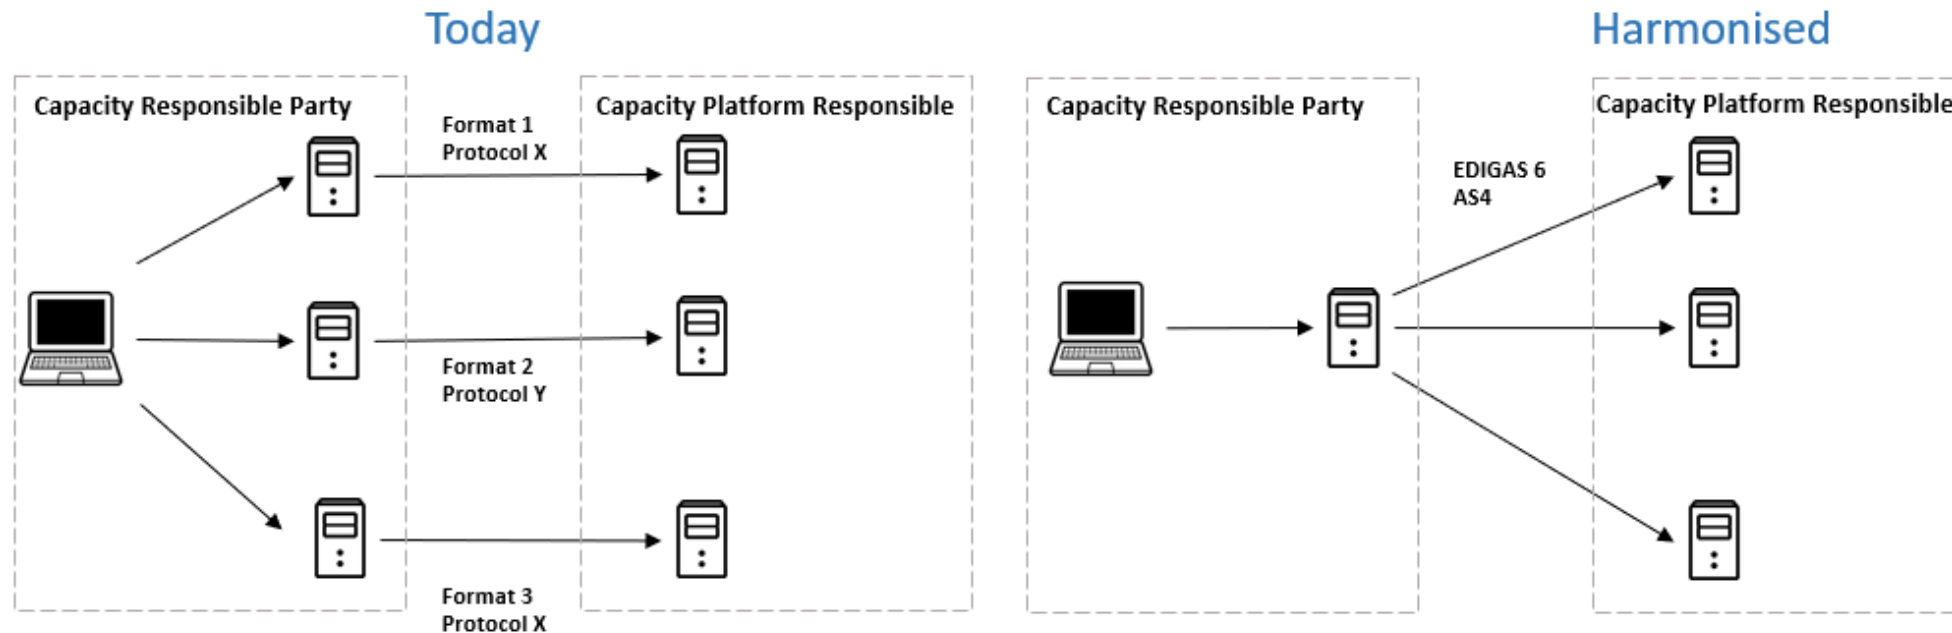 Today
Harmonised
Capacity Responsible Party
Format 1
Protocol X
Capacity Platform Responsible
Format 2
Protocol Y
Format 3
Protocol X
Capacity Responsible Party
EDIGAS 6
AS4
Capacity Platform Responsible